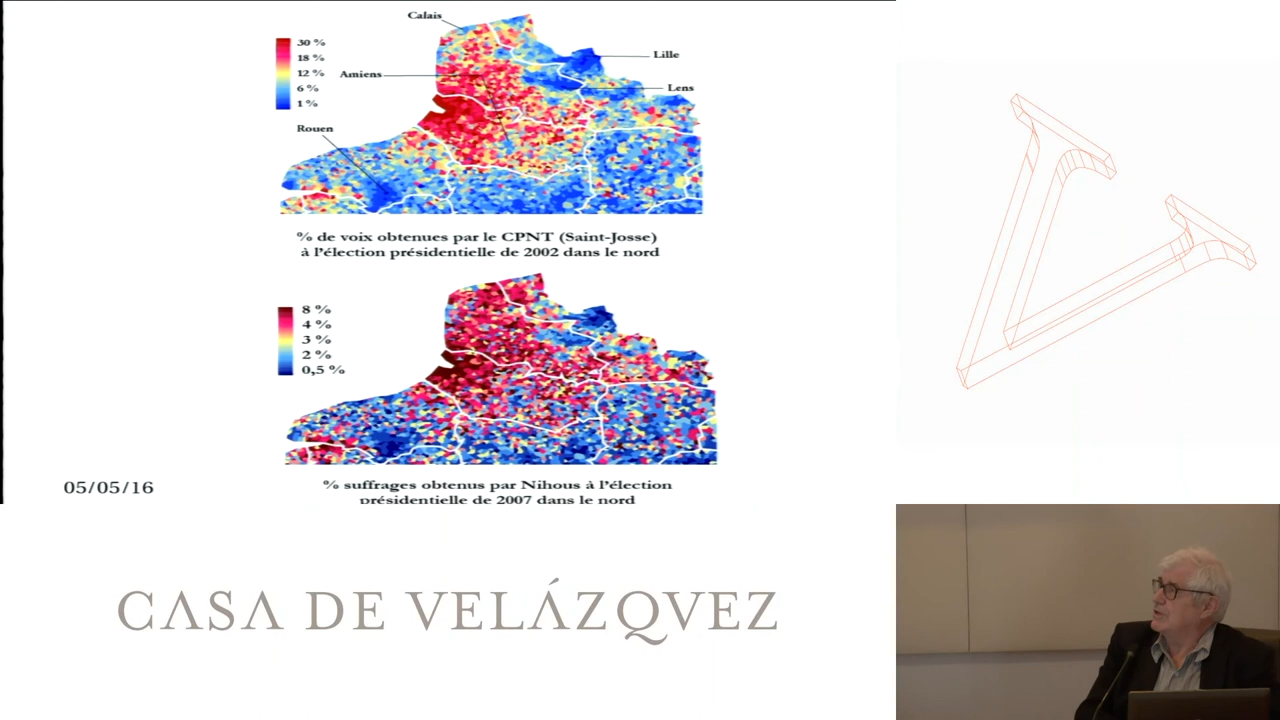 Calais
30 %
18 %
12 %
6 %
1 %
Amiens
Lille
Lens
Rouen
% de voix obtenues par le CPNT (Saint-Josse)
à l'élection présidentielle de 2002 dans le nord
8 %
4 %
3 %
2 %
0,5 %
% suffrages obtenus par Nihous à l'élection
présidentielle de 2007 dans le nord
05/05/16
CASA DE VELÁZQVEZ